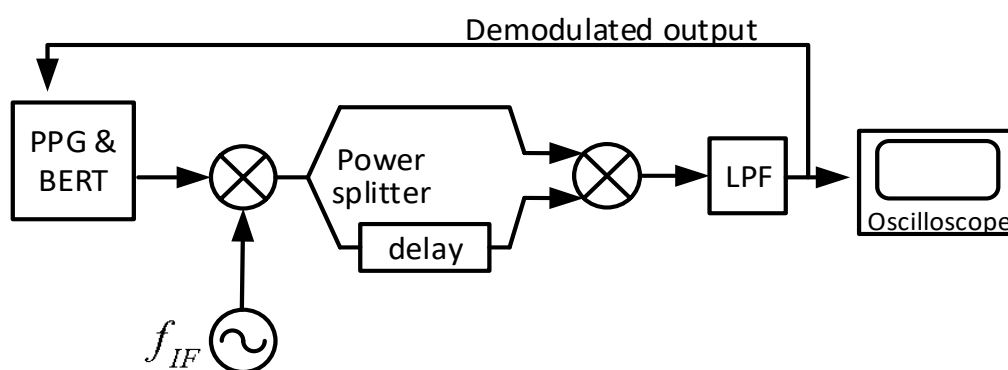 Demodulated output
PPG &
BERT
Power
splitter
delay
LPF
Oscilloscope
f_IF